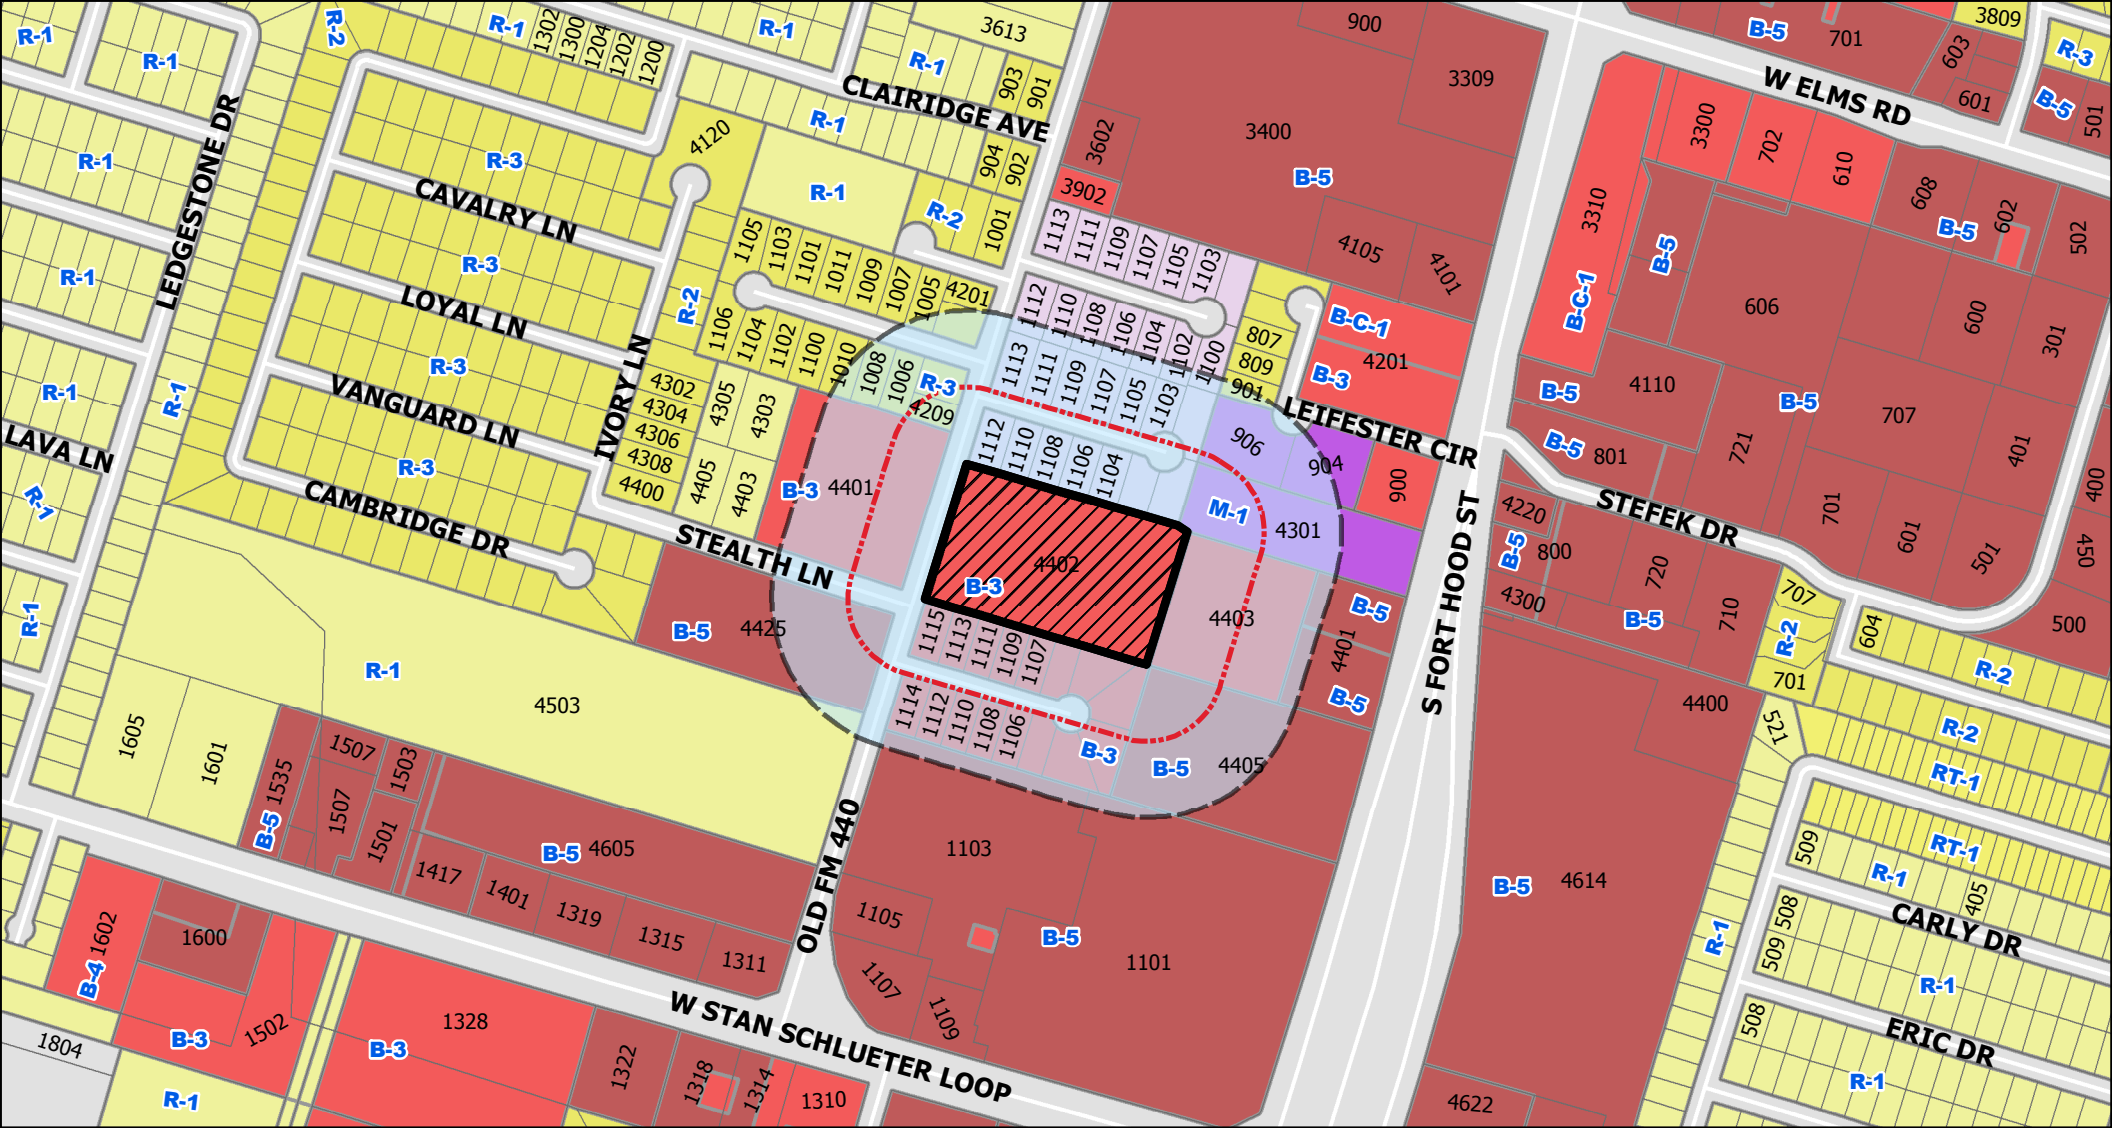 R-1
R-1
R-2
R-1
1302
1300
1204
1202
1200
R-1
3613
R-1
903
901
900
3309
B-5
701
603
601
3809
R-3
B-5
501
LEDGESTONE DR
CLAIRIDGE AVE
W ELMS RD
R-1
R-3
4120
R-1
904
902
3602
3400
B-5
3902
3300
702
610
608
602
B-5
502
3310
B-C-1
B-5
CAVALRY LN
R-1
R-2
1001
1113
1111
1109
1107
1105
1103
4105
4101
R-1
R-3
LOYAL LN
R-2
1105
1103
1101
1011
1009
1007
1005
4201
1106
1104
1102
1100
1010
1008
1006
R-3
4209
1112
1110
1108
1106
1104
1102
1100
807
809
901
B-C-1
4201
B-3
606
600
301
R-1
R-1
R-3
VANGUARD LN
IVORY LN
4302
4304
4306
4308
4400
4305
4303
4405
4403
B-3
4401
1113
1111
1109
1107
1105
1103
1112
1110
1108
1106
1104
LEIFESTER CIR
906
904
900
M-1
4301
B-5
4110
B-5
707
B-5
801
721
401
400
701
601
501
450
500
LAVA LN
R-1
R-3
CAMBRIDGE DR
STEALTH LN
4402
B-3
S FORT HOOD ST
STEFEK DR
4220
B-5
800
4300
720
710
B-5
707
R-2
701
604
R-2
R-2
R-1
R-1
B-5
4425
1115
1113
1111
1109
1107
4403
B-5
4401
B-5
4400
521
RT-1
RT-1
4503
1605
1601
1114
1112
1110
1108
1106
B-3
B-5
4405
1535
B-5
1507
1507
1503
1501
B-5
4605
1417
1401
1319
1315
1311
OLD FM 440
1103
1105
B-5
1101
1107
1109
B-5
4614
509
R-1
405
508
CARLY DR
509
R-1
R-1
508
ERIC DR
R-1
1602
B-4
1600
B-3
1502
1804
R-1
1328
B-3
W STAN SCHLUETER LOOP
1322
1318
1314
1310
4622